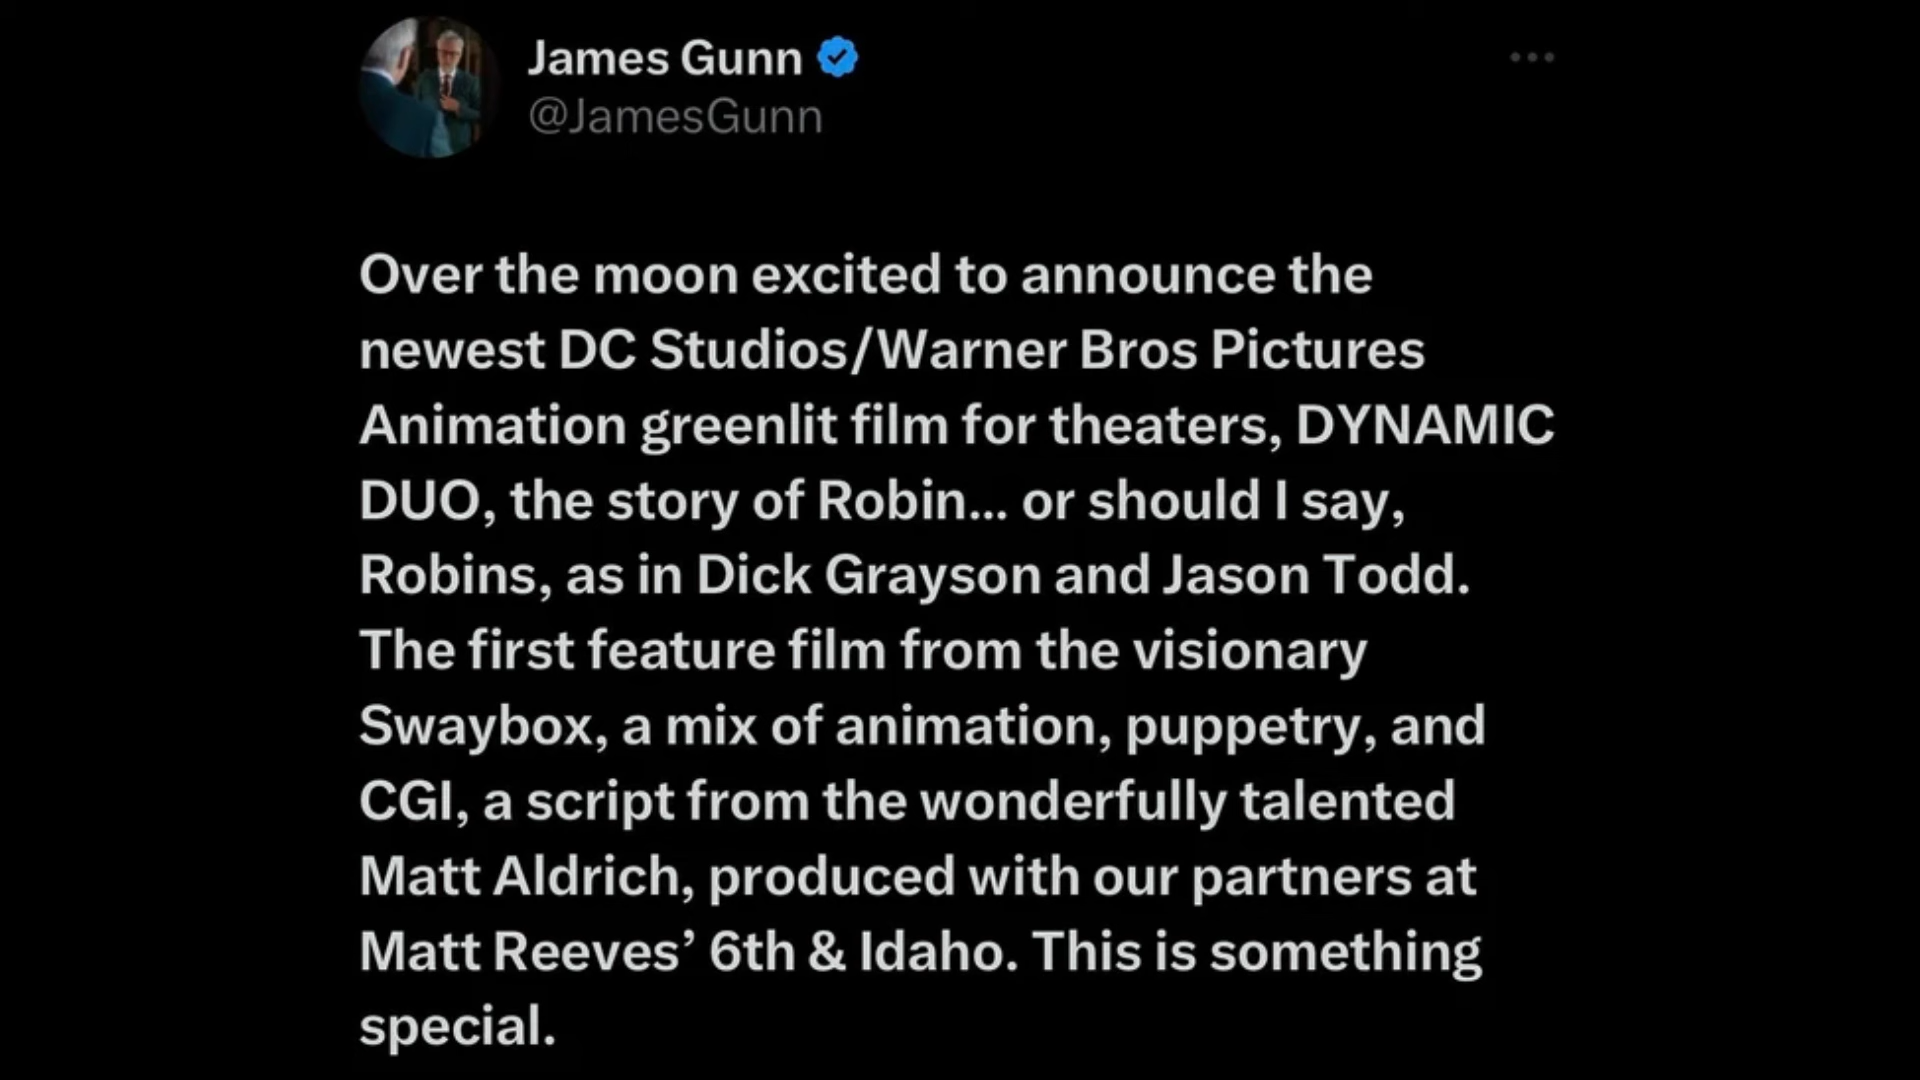 James Gunn
@JamesGunn
Over the moon excited to announce the
newest DC Studios/Warner Bros Pictures
Animation greenlit film for theaters, DYNAMIC
DUO, the story of Robin... or should I say,
Robins, as in Dick Grayson and Jason Todd.
The first feature film from the visionary
Swaybox, a mix of animation, puppetry, and
CGI, a script from the wonderfully talented
Matt Aldrich, produced with our partners at
Matt Reeves’ 6th & Idaho. This is something
special.